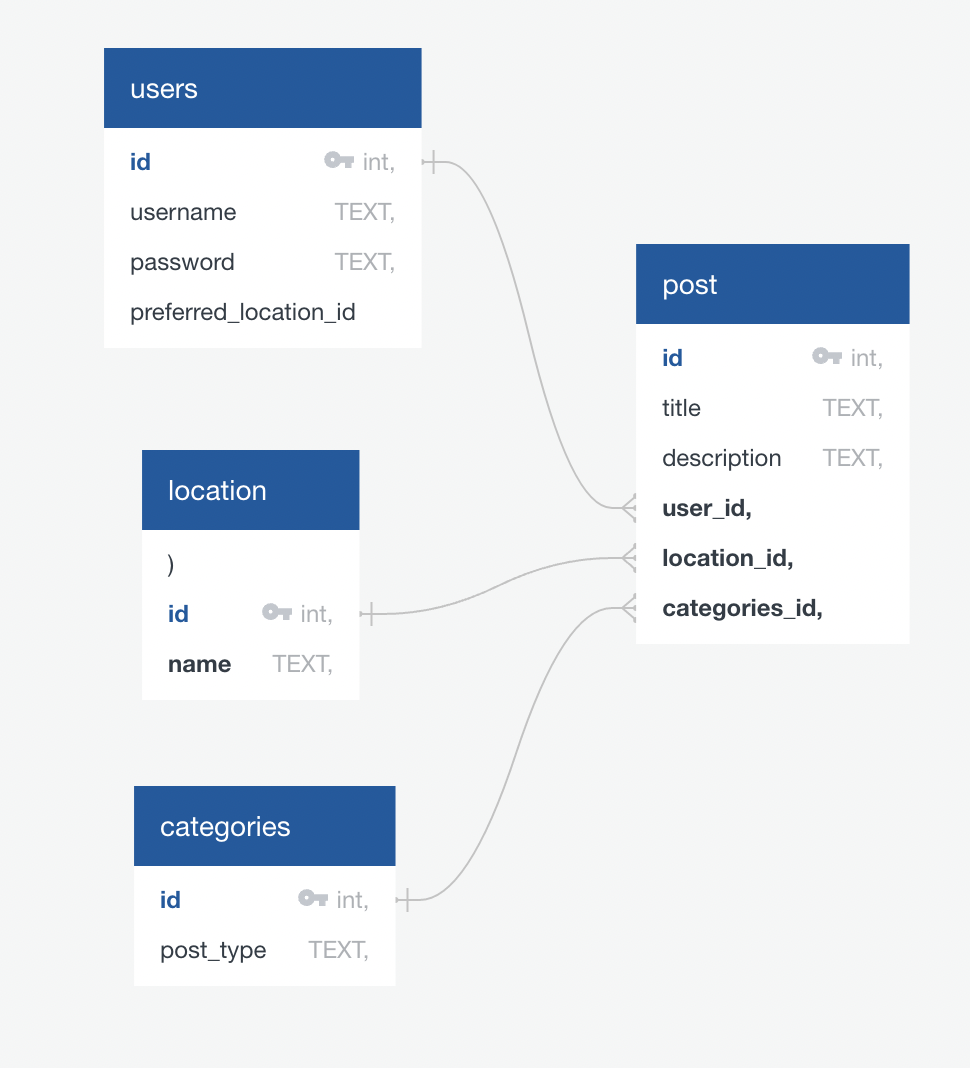 users
id int,
username TEXT,
password TEXT,
preferred_location_id
post
id int,
title TEXT,
description TEXT,
user_id,
location_id,
categories_id,
location
)
id int,
name TEXT,
categories
id int,
post_type TEXT,